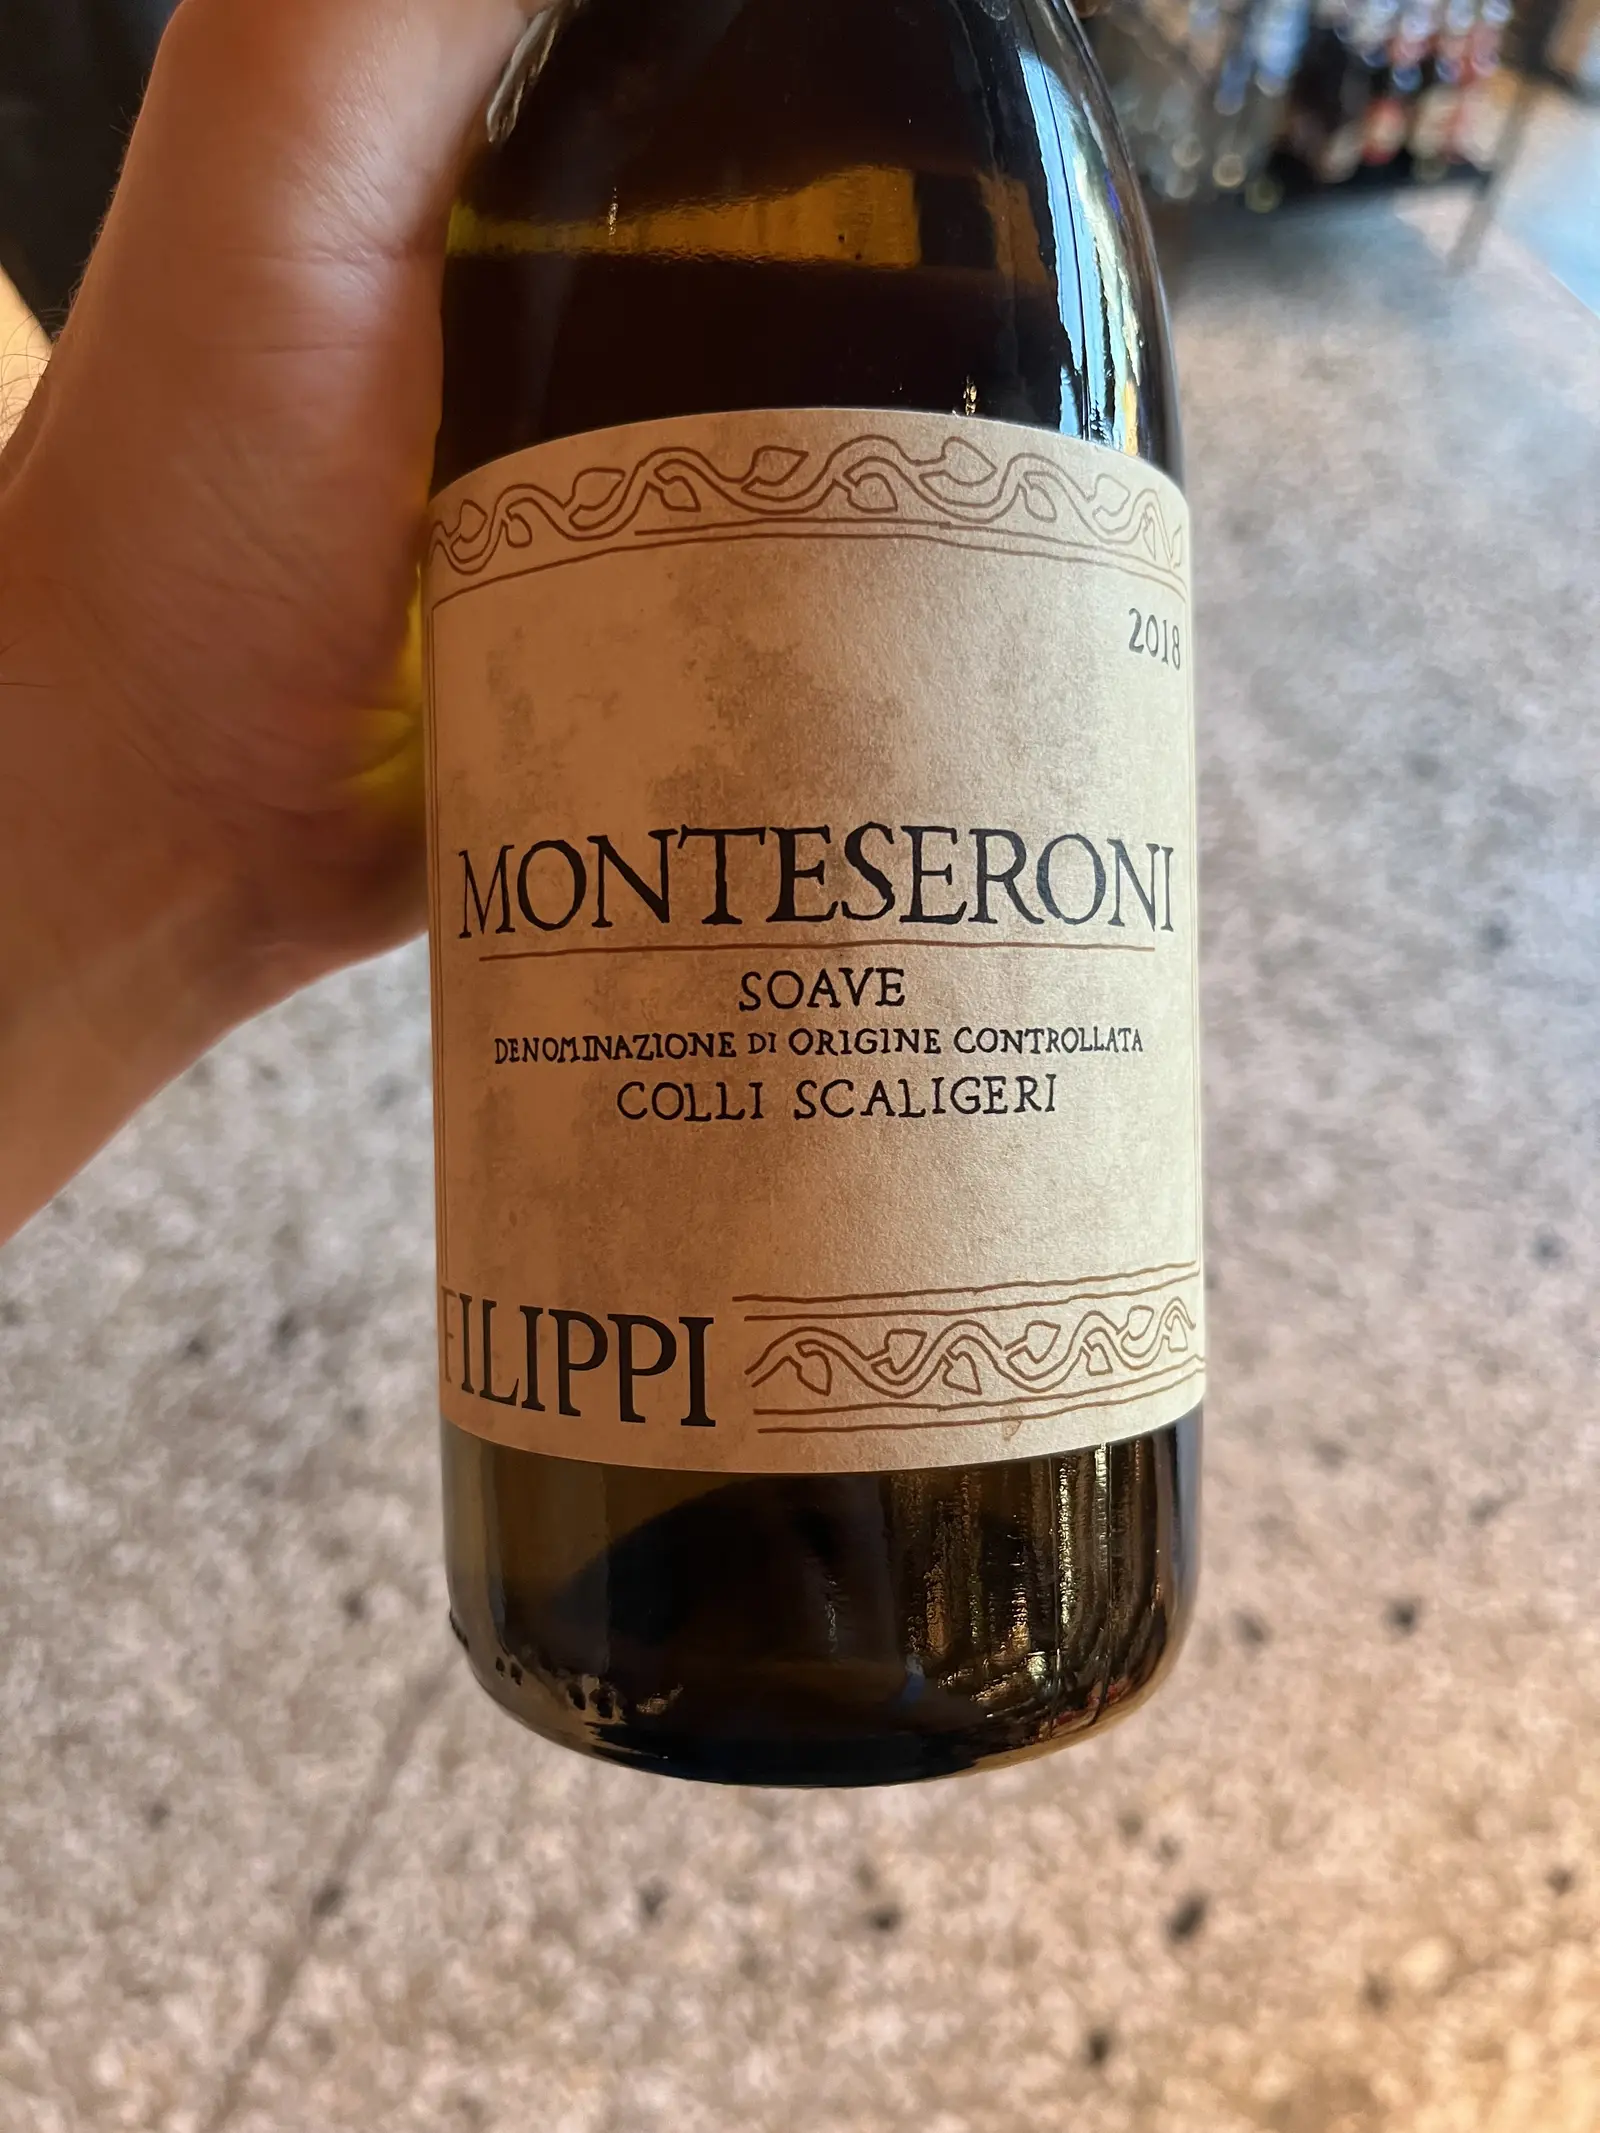 2018
MONTESERONI
SOAVE
DENOMINAZIONE DI ORIGINE CONTROLLATA
COLLI SCALIGERI
FILIPPI